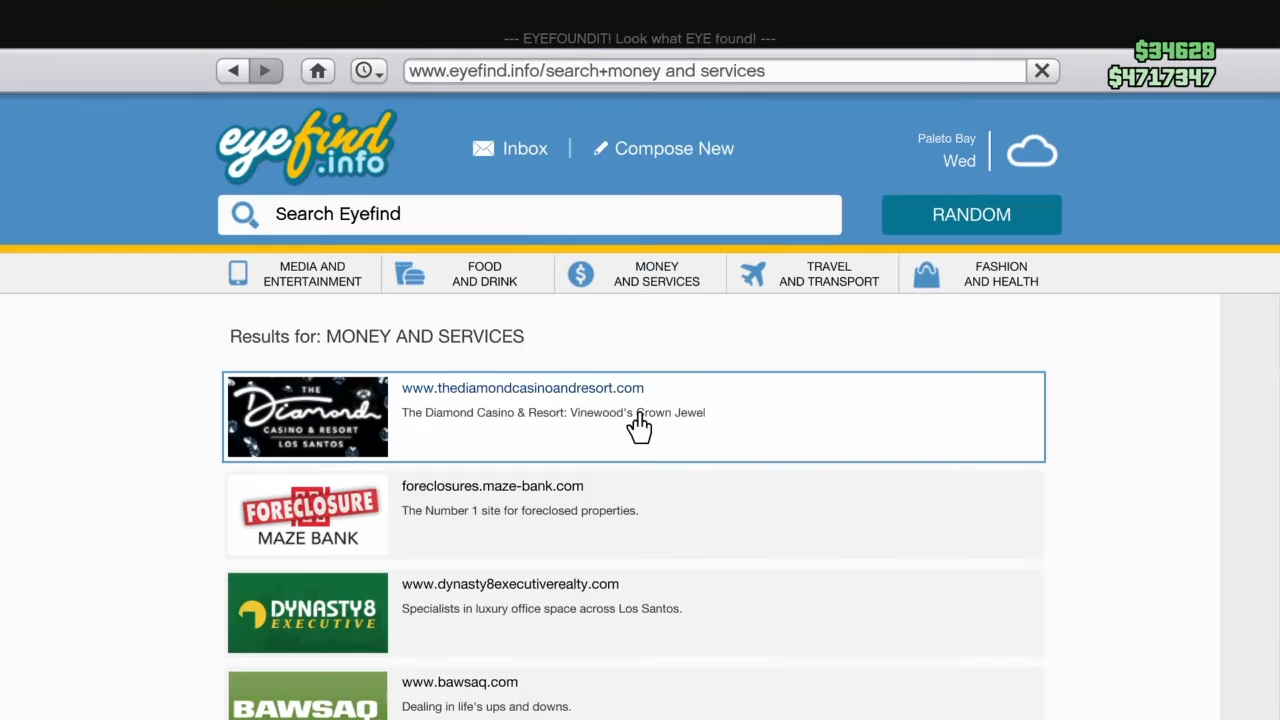 --- EYEFOUNDIT! Look what EYE found! ---
$34628
www.eyefind.info/search+money and services
$4717347
eyefind
.info
Inbox
Compose New
Paleto Bay
Wed
Search Eyefind
RANDOM
MEDIA AND
ENTERTAINMENT
FOOD
AND DRINK
MONEY
AND SERVICES
TRAVEL
AND TRANSPORT
FASHION
AND HEALTH
Results for: MONEY AND SERVICES
THE
Diamond
CASINO & RESORT
LOS SANTOS
www.thediamondcasinoandresort.com
The Diamond Casino & Resort: Vinewood's Crown Jewel
FORECLOSURE
MAZE BANK
foreclosures.maze-bank.com
The Number 1 site for foreclosed properties.
DYNASTY8
EXECUTIVE
www.dynasty8executiverealty.com
Specialists in luxury office space across Los Santos.
BAWSAQ
www.bawsaq.com
Dealing in life's ups and downs.